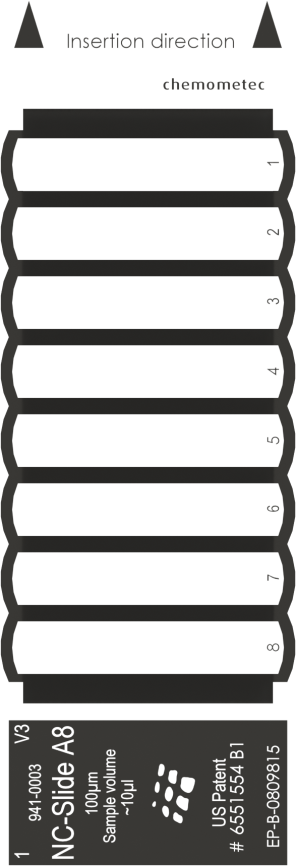 Insertion direction
chemometec
1
2
3
4
5
6
7
8
1 941-0003 V3
NC-Slide A8
100µm
Sample volume
~10µl
US Patent
# 6551554 B1
EP-B-0809815